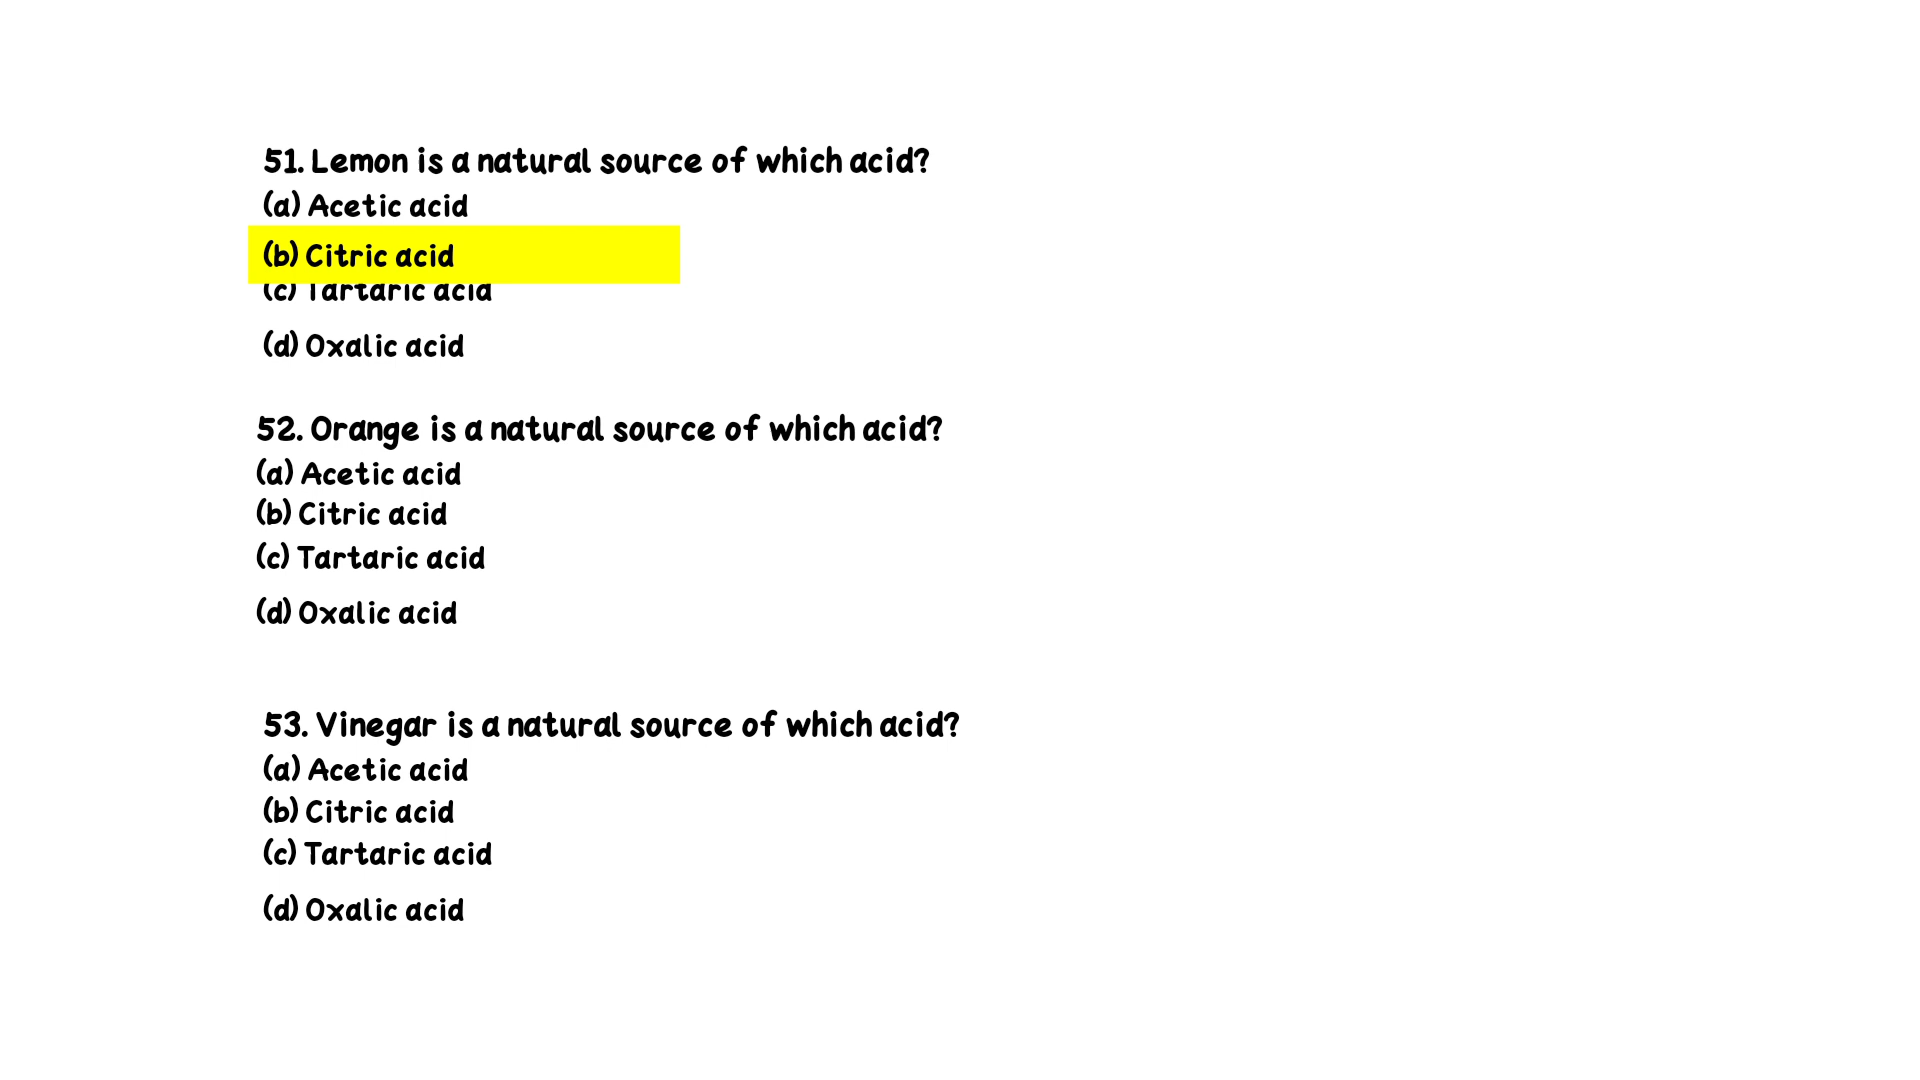 51. Lemon is a natural source of which acid?
(a) Acetic acid
(b) Citric acid
(c) Tartaric acid
(d) Oxalic acid
52. Orange is a natural source of which acid?
(a) Acetic acid
(b) Citric acid
(c) Tartaric acid
(d) Oxalic acid
53. Vinegar is a natural source of which acid?
(a) Acetic acid
(b) Citric acid
(c) Tartaric acid
(d) Oxalic acid